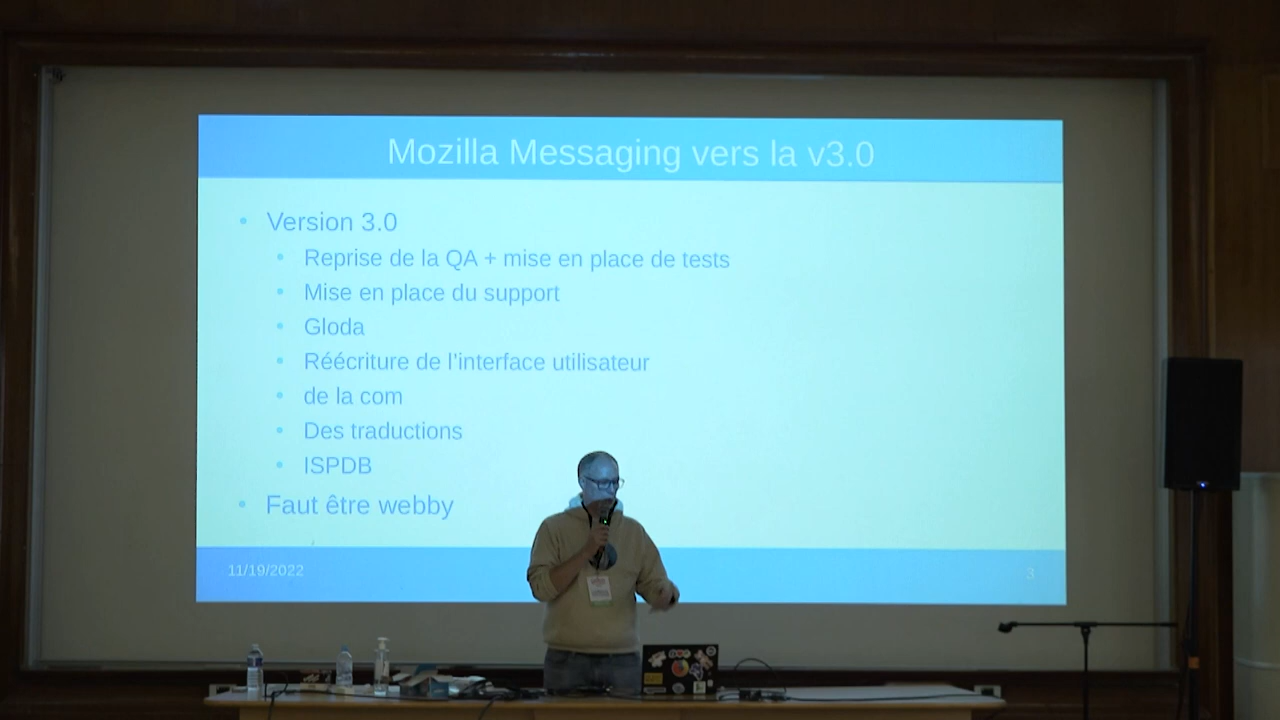 Mozilla Messaging vers la v3.0
• Version 3.0
• Reprise de la QA + mise en place de tests
• Mise en place du support
• Gloda
• Réécriture de l'interface utilisateur
• de la com
• Des traductions
• ISPDB
• Faut être webby
11/19/2022
3